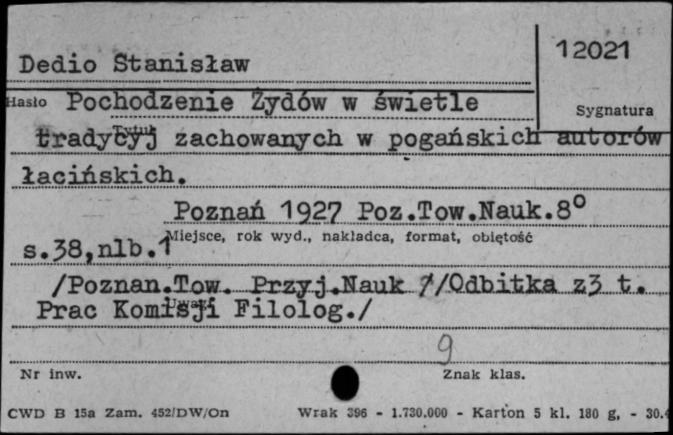 Dedio Stanisław
12021
Hasło Pochodzenie Żydów w świetle
Sygnatura
Tytuł
tradycyj zachowanych w pogańskich autorów
łacińskich.
Poznań 1927 Poz.Tow.Nauk.8°
Miejsce, rok wyd., nakładca, format, objętość
s.38,nlb.1
/Poznan.Tow. Przyj.Nauk /Odbitka z3 t.
Uwagi
Prac Komisji Filolog./
9
Nr inw.
Znak klas.
CWD B 15a Zam. 452/DW/On
Wrak 396 - 1.730.000 - Karton 5 kl. 180 g, - 30.